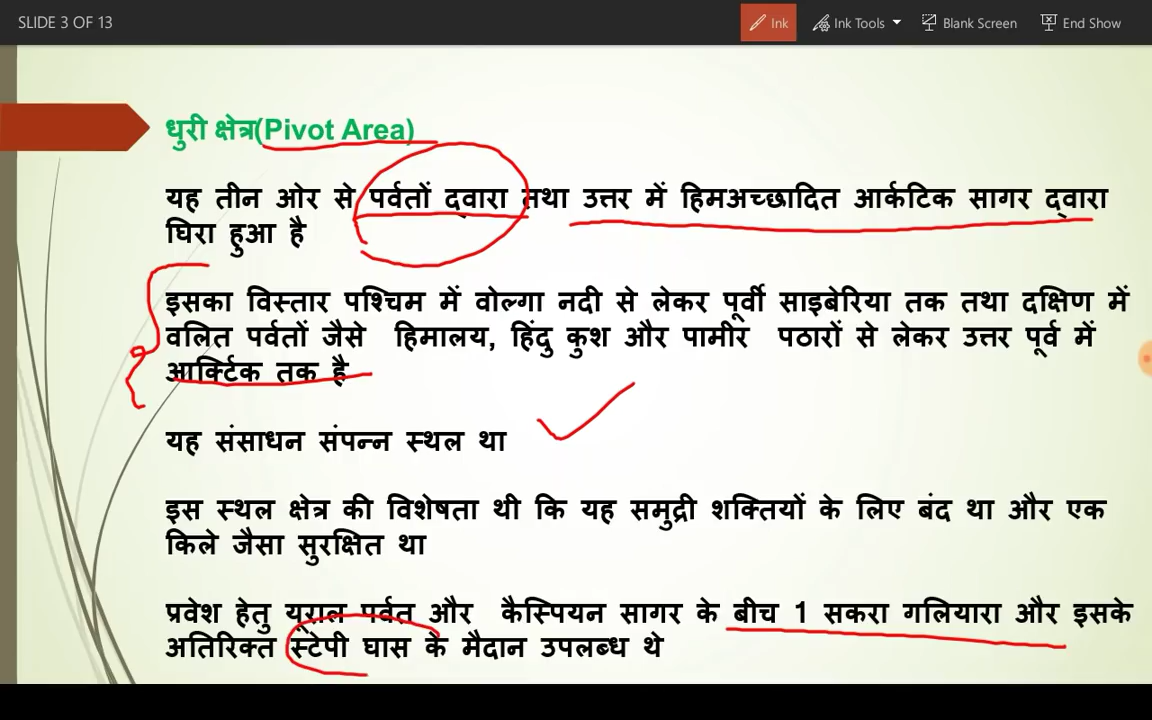 SLIDE 3 OF 13
Ink
Ink Tools
Blank Screen
End Show
धुरी क्षेत्र(Pivot Area)
यह तीन ओर से पर्वतों द्वारा तथा उत्तर में हिमअच्छादित आर्कटिक सागर द्वारा
घिरा हुआ है
इसका विस्तार पश्चिम में वोल्गा नदी से लेकर पूर्वी साइबेरिया तक तथा दक्षिण में
वलित पर्वतों जैसे हिमालय, हिंदु कुश और पामीर पठारों से लेकर उत्तर पूर्व में
आर्क्टिक तक है
यह संसाधन संपन्न स्थल था
इस स्थल क्षेत्र की विशेषता थी कि यह समुद्री शक्तियों के लिए बंद था और एक
किले जैसा सुरक्षित था
प्रवेश हेतु यूराल पर्वत और कैस्पियन सागर के बीच 1 सकरा गलियारा और इसके
अतिरिक्त स्टेपी घास के मैदान उपलब्ध थे